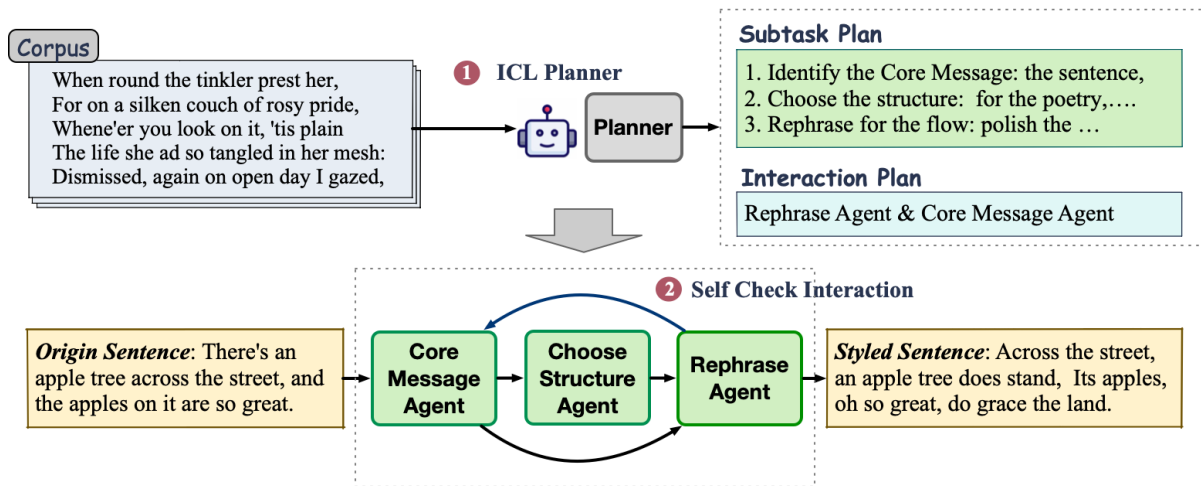 Corpus
When round the tinkler prest her,
For on a silken couch of rosy pride,
Whene'er you look on it, 'tis plain
The life she ad so tangled in her mesh:
Dismissed, again on open day I gazed,
1 ICL Planner
Planner
Subtask Plan
1. Identify the Core Message: the sentence,
2. Choose the structure: for the poetry,....
3. Rephrase for the flow: polish the ...
Interaction Plan
Rephrase Agent & Core Message Agent
2 Self Check Interaction
Origin Sentence: There's an
apple tree across the street, and
the apples on it are so great.
Core
Message
Agent
Choose
Structure
Agent
Rephrase
Agent
Styled Sentence: Across the street,
an apple tree does stand, Its apples,
oh so great, do grace the land.